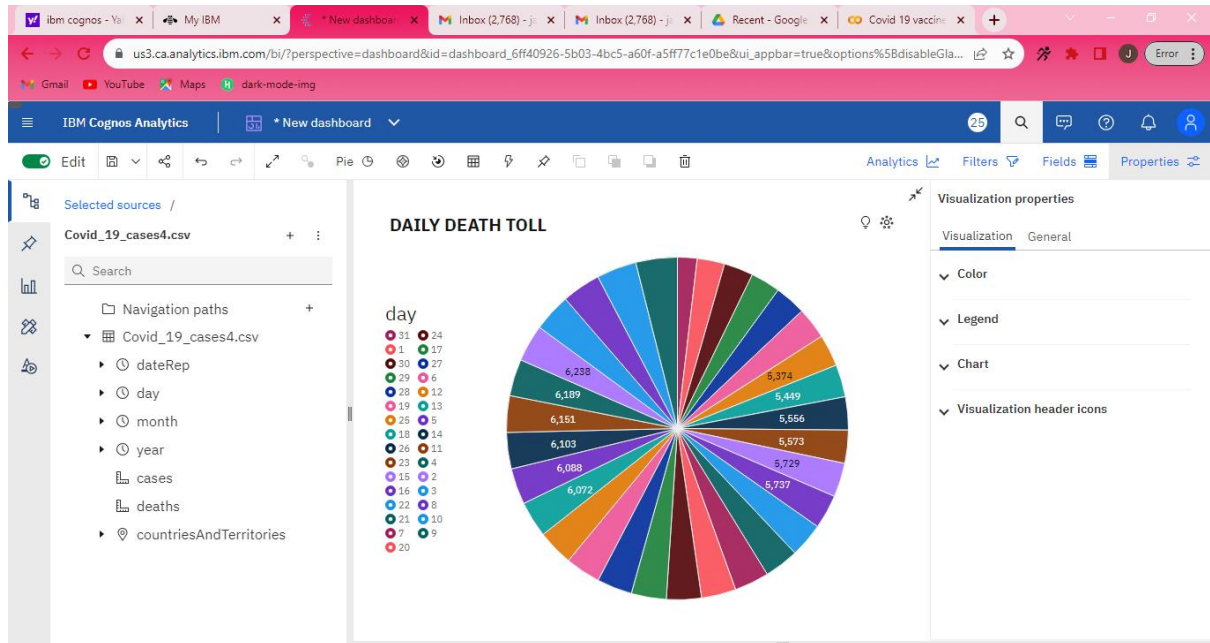 ibm cognos - Ya
My IBM
* New dashboar
Inbox (2,768) - j
Inbox (2,768) - j
Recent - Google
Covid 19 vaccine
us3.ca.analytics.ibm.com/bi/?perspective=dashboard&id=dashboard_6ff40926-5b03-4bc5-a60f-a5ff77c1e0be&ui_appbar=true&options%5BdisableGla...
J
Error
Gmail YouTube Maps H dark-mode-img
IBM Cognos Analytics
* New dashboard
25
Edit
Pie
Analytics Filters Fields Properties
Selected sources /
Covid_19_cases4.csv
Search
Navigation paths
Covid_19_cases4.csv
dateRep
day
month
year
cases
deaths
countriesAndTerritories
DAILY DEATH TOLL
day
31 24
1 17
30 27
29 6
28 12
19 13
25 5
18 14
26 11
23 4
15 2
16 3
22 8
21 10
7 9
20
5,374
5,449
5,556
5,573
5,729
5,737
6,072
6,088
6,103
6,151
6,189
6,238
Visualization properties
Visualization General
Color
Legend
Chart
Visualization header icons